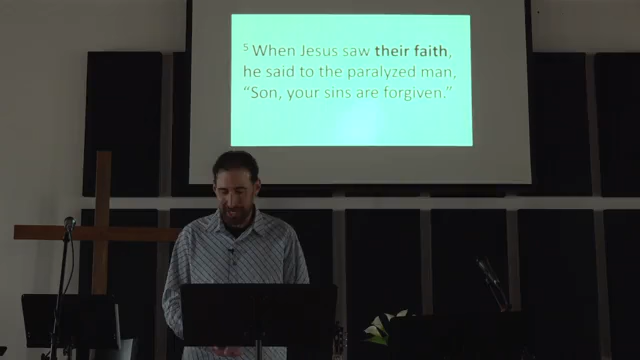 ⁵ When Jesus saw their faith,
he said to the paralyzed man,
“Son, your sins are forgiven.”